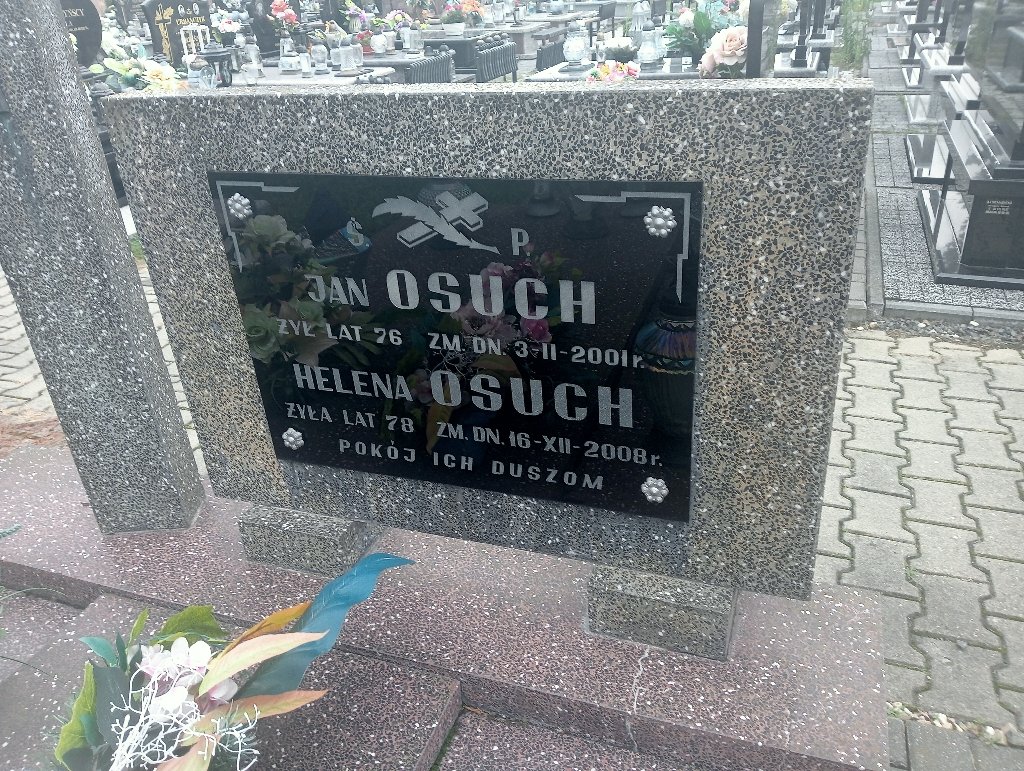 P
JAN OSUCH
ŻYŁ LAT 76 ZM. DN. 3-II-2001r.
HELENA OSUCH
ŻYŁA LAT 78 ZM. DN. 16-XII-2008r.
POKÓJ ICH DUSZOM